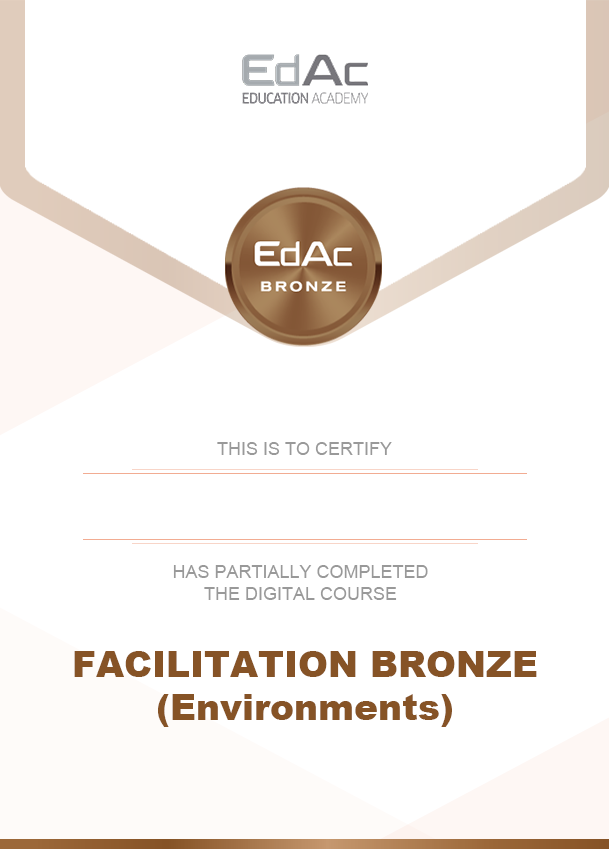 EdAc
EDUCATION ACADEMY
EdAc
BRONZE
THIS IS TO CERTIFY
HAS PARTIALLY COMPLETED
THE DIGITAL COURSE
FACILITATION BRONZE
(Environments)